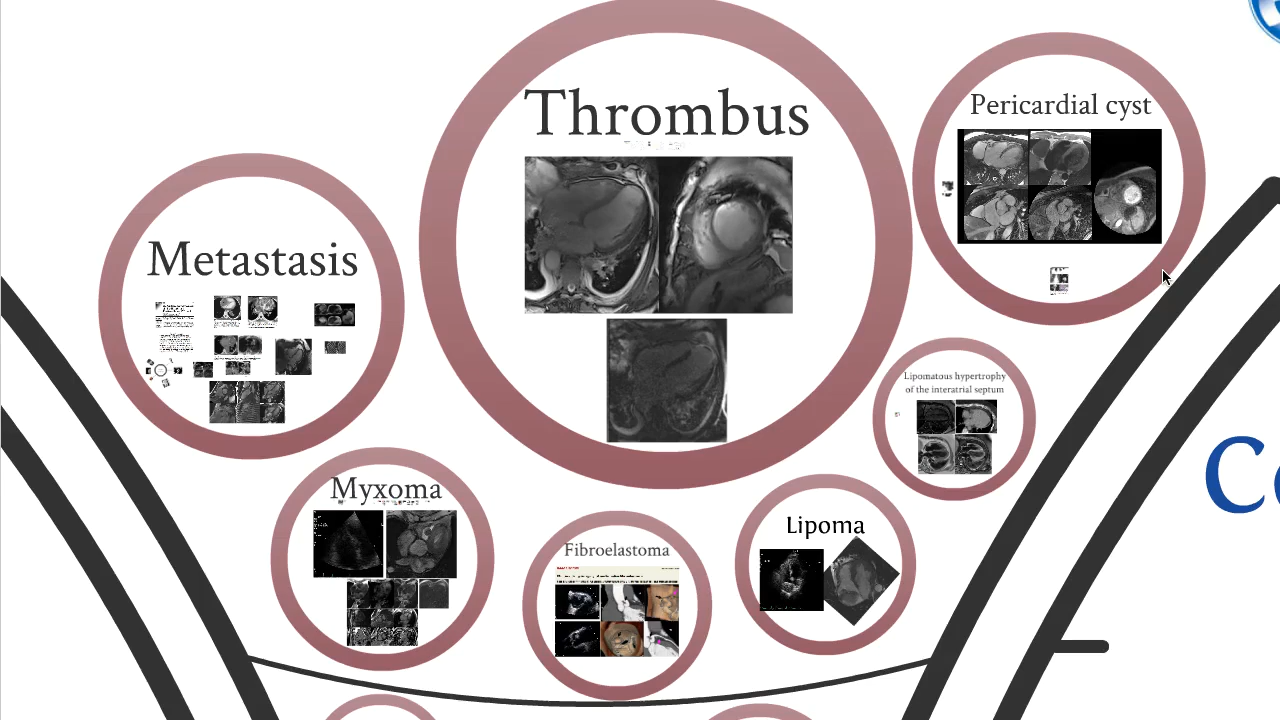 Thrombus
Pericardial cyst
Metastasis
Lipomatous hypertrophy
of the interatrial septum
Myxoma
Lipoma
Fibroelastoma